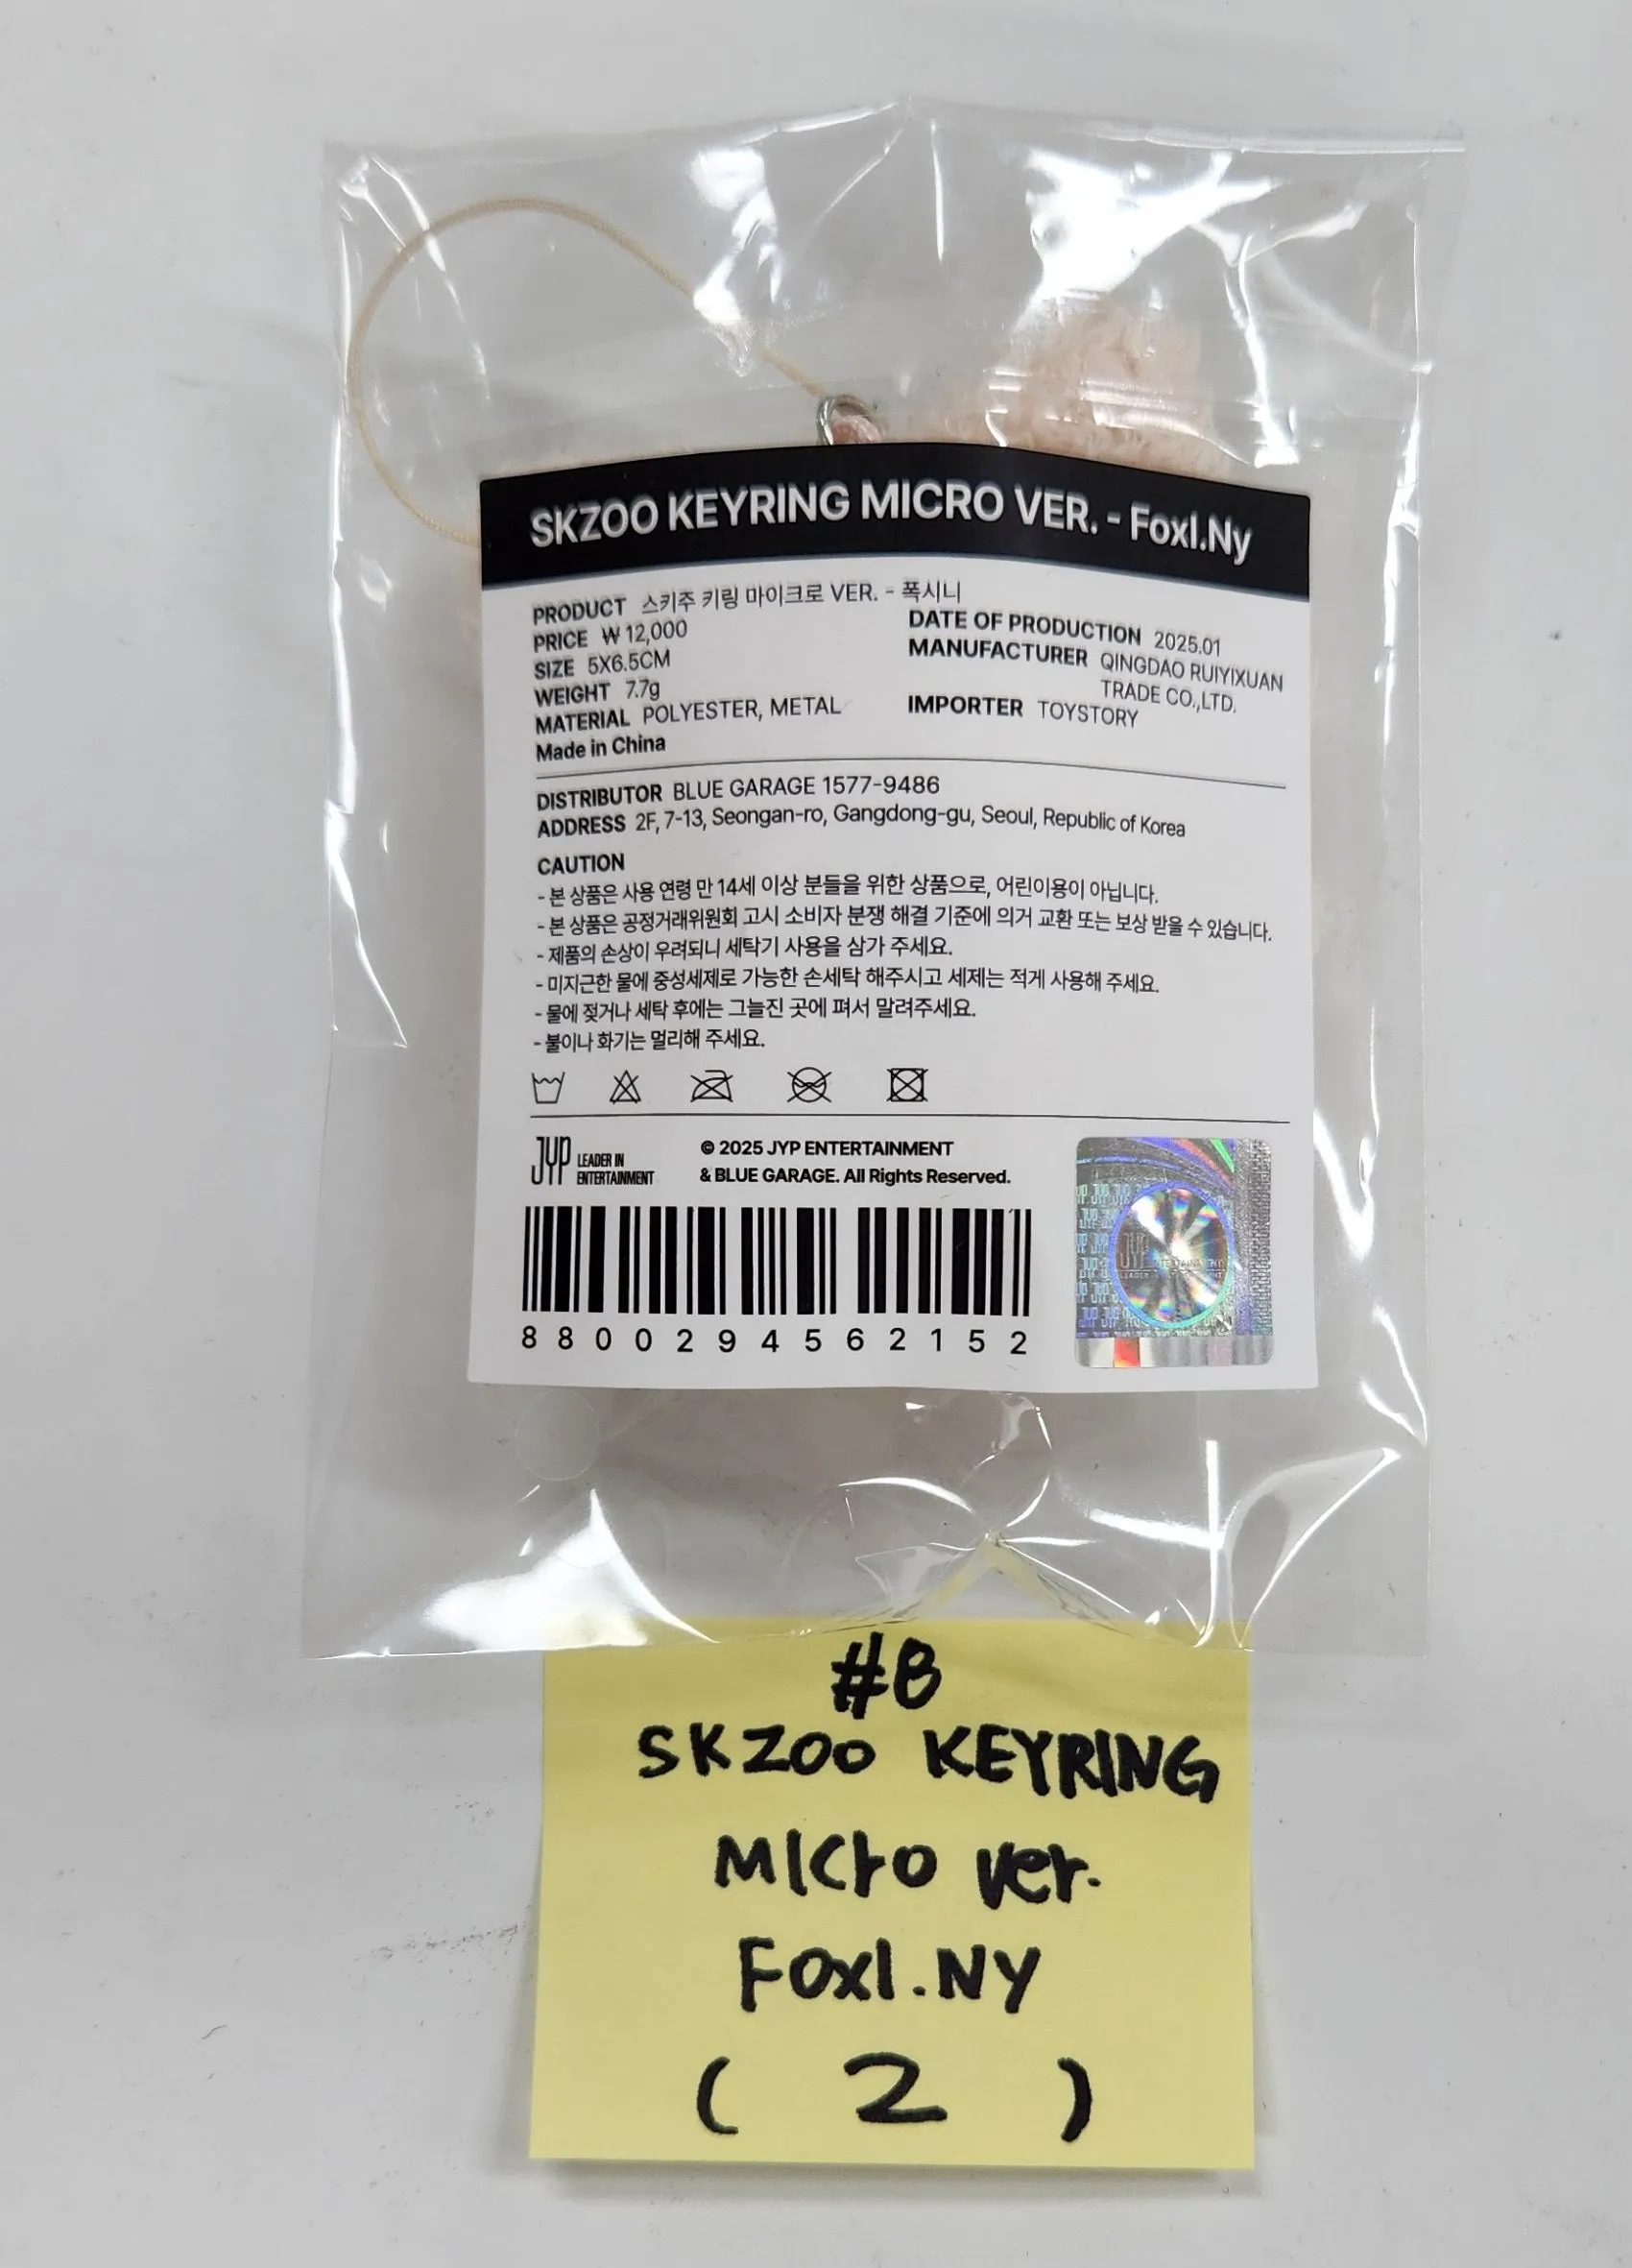 SKZOO KEYRING MICRO VER. - FoxI.Ny
PRODUCT 스키주 키링 마이크로 VER. - 폭시니
PRICE ₩ 12,000
SIZE 5X6.5CM
WEIGHT 7.7g
MATERIAL POLYESTER, METAL
Made in China
DATE OF PRODUCTION 2025.01
MANUFACTURER QINGDAO RUIYIXUAN
TRADE CO.,LTD.
IMPORTER TOYSTORY
DISTRIBUTOR BLUE GARAGE 1577-9486
ADDRESS 2F, 7-13, Seongan-ro, Gangdong-gu, Seoul, Republic of Korea
CAUTION
- 본 상품은 사용 연령 만 14세 이상 분들을 위한 상품으로, 어린이용이 아닙니다.
- 본 상품은 공정거래위원회 고시 소비자 분쟁 해결 기준에 의거 교환 또는 보상 받을 수 있습니다.
- 제품의 손상이 우려되니 세탁기 사용을 삼가 주세요.
- 미지근한 물에 중성세제로 가능한 손세탁 해주시고 세제는 적게 사용해 주세요.
- 물에 젖거나 세탁 후에는 그늘진 곳에 펴서 말려주세요.
- 불이나 화기는 멀리해 주세요.
JYP LEADER IN
ENTERTAINMENT
© 2025 JYP ENTERTAINMENT
& BLUE GARAGE. All Rights Reserved.
8800294562152
#8
SKZOO KEYRING
MICro ver.
FoxI.NY
( 2 )